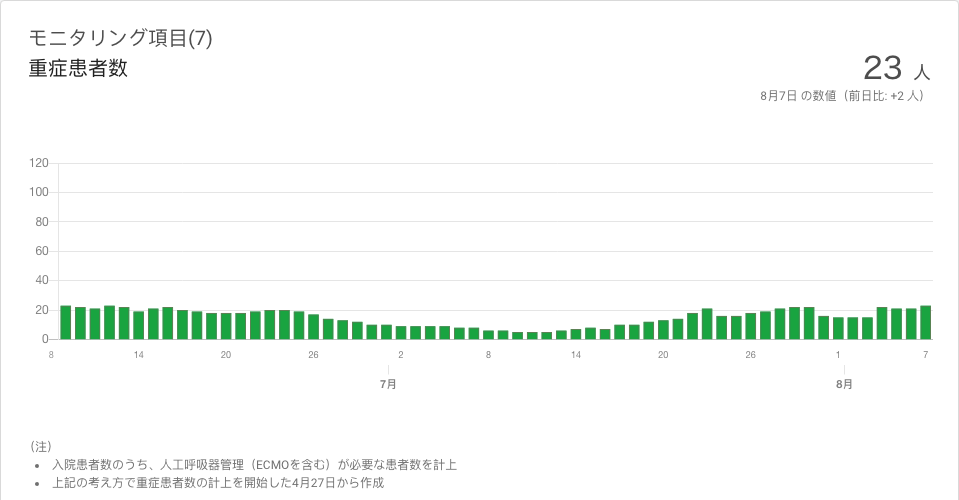 モニタリング項目(7)
重症患者数
23 人
8月7日 の数値（前日比: +2 人）
120
100
80
60
40
20
0
8 14 20 26 2 8 14 20 26 1 7
7月 8月
（注）
• 入院患者数のうち、人工呼吸器管理（ECMOを含む）が必要な患者数を計上
• 上記の考え方で重症患者数の計上を開始した4月27日から作成